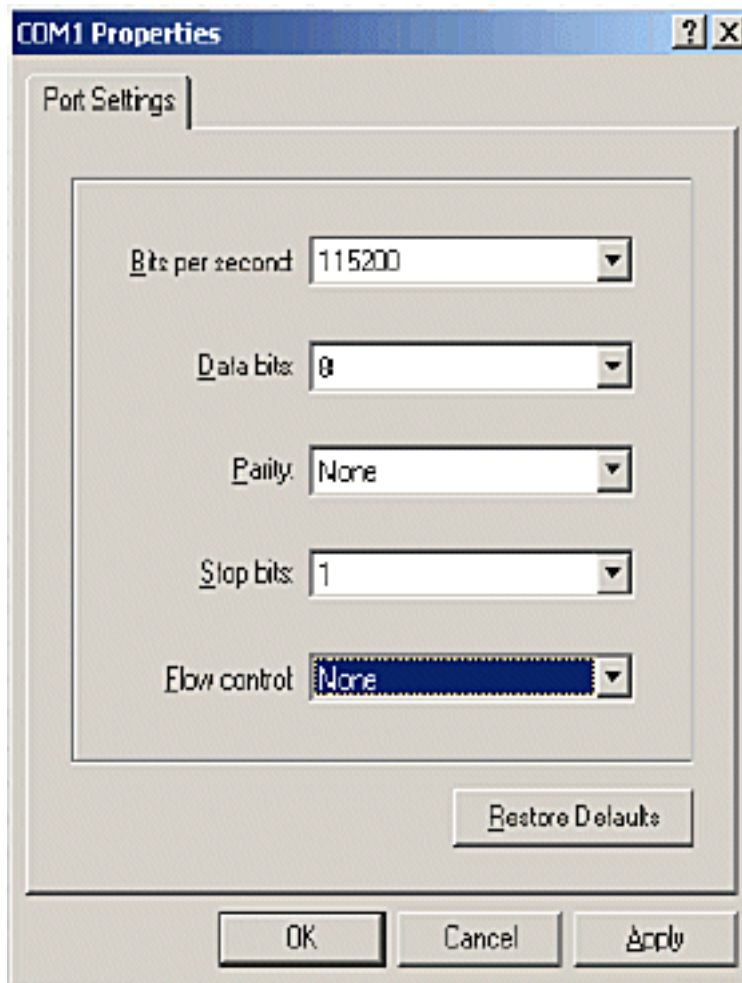 COM1 Properties
Port Settings
Bits per second: 115200
Data bits: 8
Parity: None
Stop bits: 1
Flow control: None
Restore Defaults
OK Cancel Apply